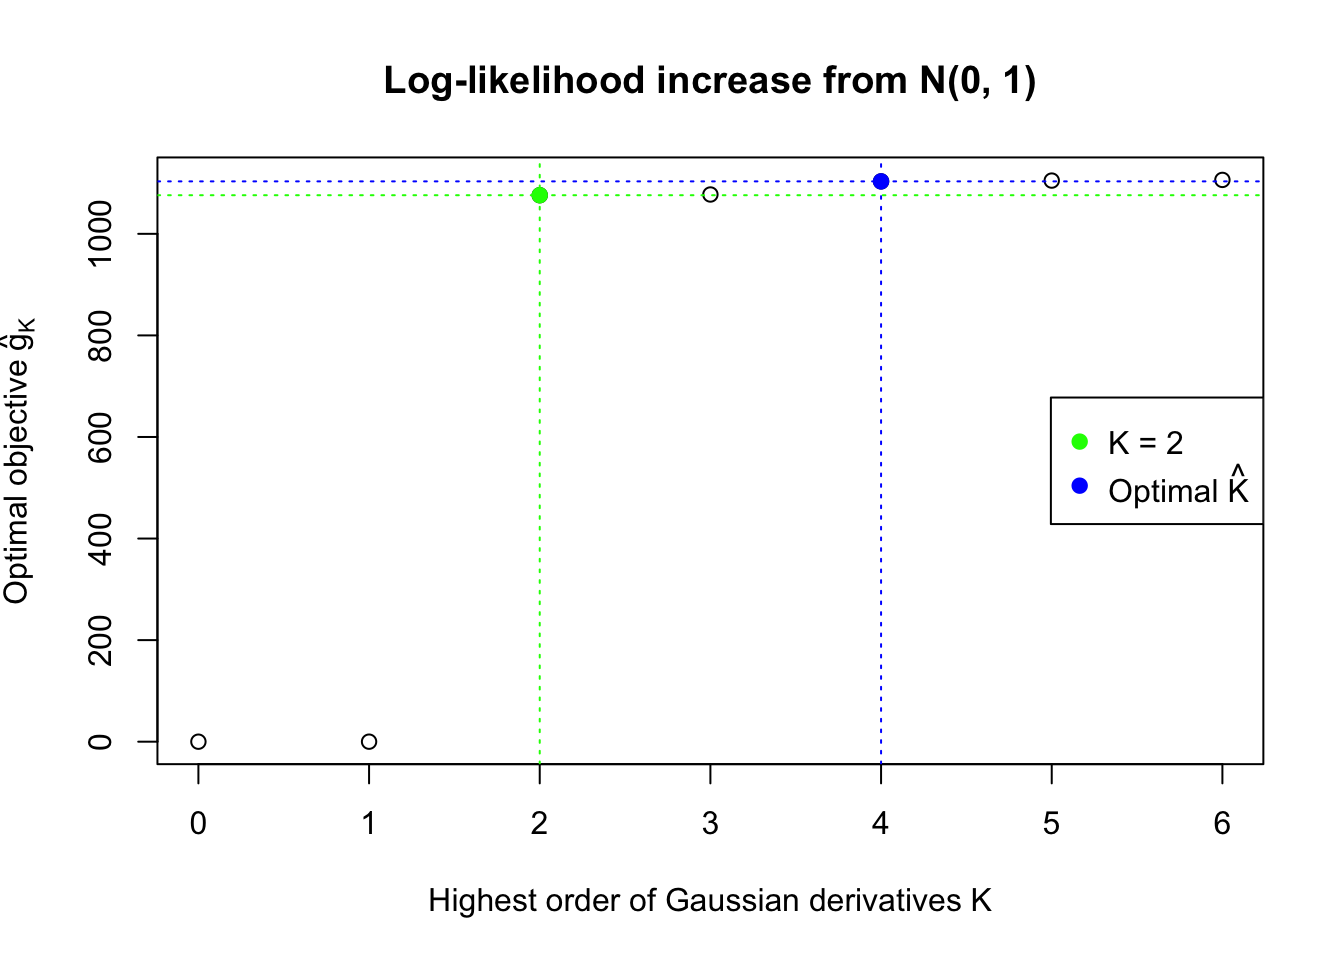 Log-likelihood increase from N(0, 1)
Optimal objective ĝK
1000
800
600
400
200
0
K = 2
Optimal K̂
0 1 2 3 4 5 6
Highest order of Gaussian derivatives K